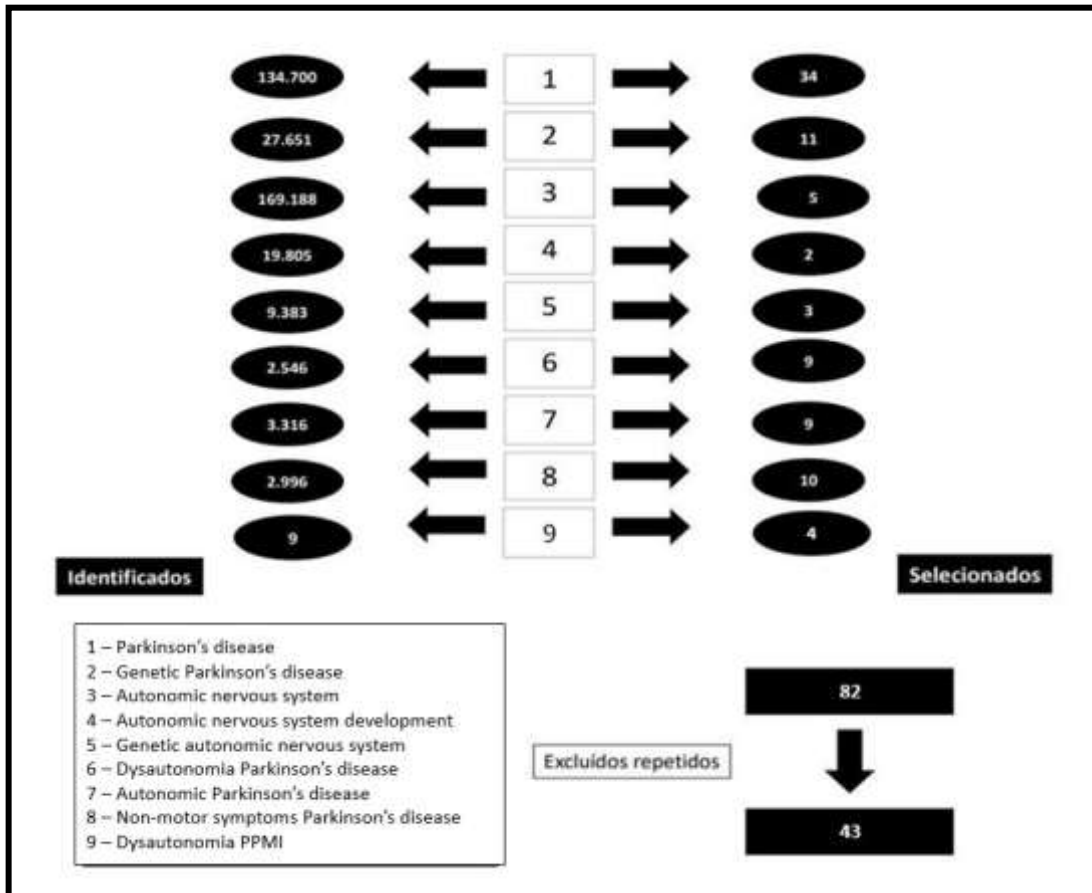 134.700
1
34
27.651
2
11
169.188
3
5
19.805
4
2
9.383
5
3
2.546
6
9
3.316
7
9
2.996
8
10
9
9
4
Identificados
Selecionados
1 – Parkinson's disease
2 – Genetic Parkinson's disease
3 – Autonomic nervous system
4 – Autonomic nervous system development
5 – Genetic autonomic nervous system
6 – Dysautonomia Parkinson's disease
7 – Autonomic Parkinson's disease
8 – Non-motor symptoms Parkinson's disease
9 – Dysautonomia PPMI
82
Excluídos repetidos
43